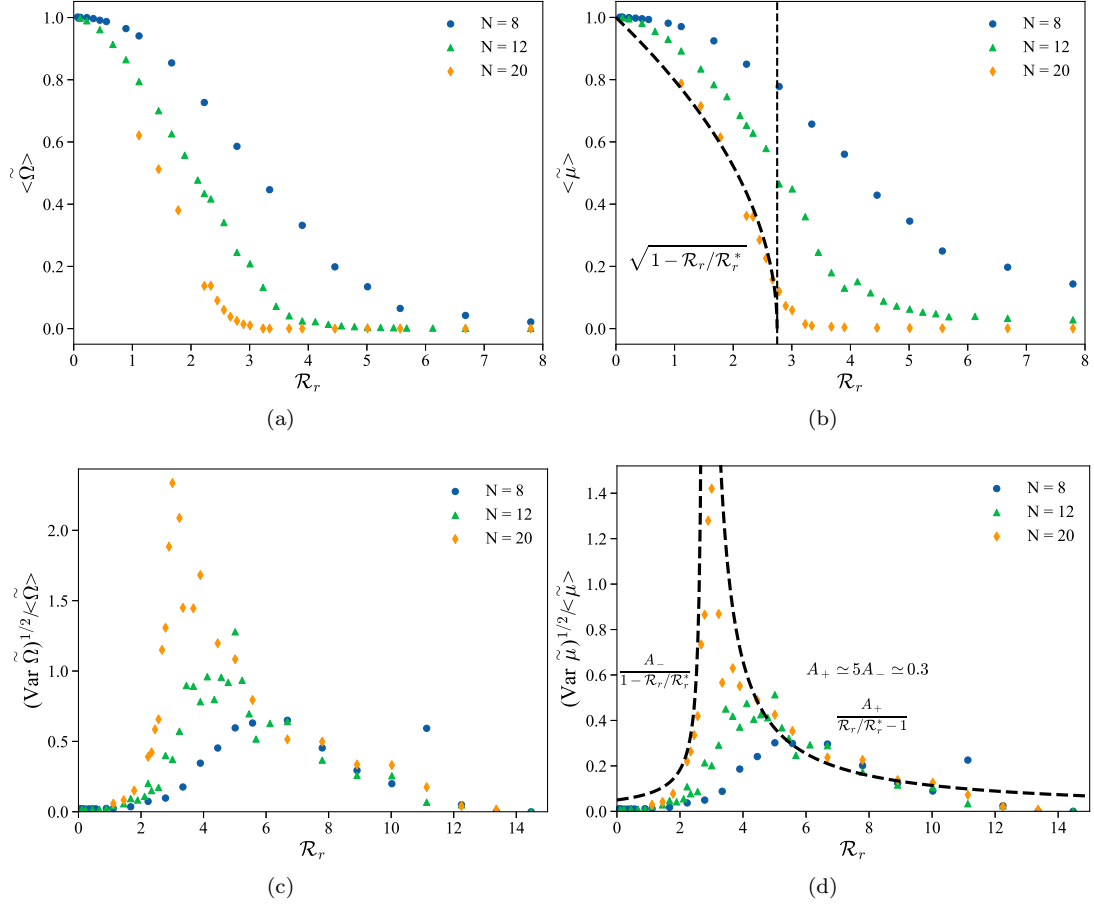 N = 8
N = 12
N = 20
1.0
0.8
0.6
0.4
0.2
0.0
<Ω̃>
0 1 2 3 4 5 6 7 8
ℛ_r
(a)
N = 8
N = 12
N = 20
1.0
0.8
0.6
0.4
0.2
0.0
<μ̃>
√(1 − ℛ_r/ℛ_r^*)
0 1 2 3 4 5 6 7 8
ℛ_r
(b)
N = 8
N = 12
N = 20
2.0
1.5
1.0
0.5
0.0
(Var Ω̃)^{1/2}/<Ω̃>
0 2 4 6 8 10 12 14
ℛ_r
(c)
N = 8
N = 12
N = 20
1.4
1.2
1.0
0.8
0.6
0.4
0.2
0.0
(Var μ̃)^{1/2}/<μ̃>
A_−
1 − ℛ_r/ℛ_r^*
A_+ ≃ 5A_− ≃ 0.3
A_+
ℛ_r/ℛ_r^* − 1
0 2 4 6 8 10 12 14
ℛ_r
(d)